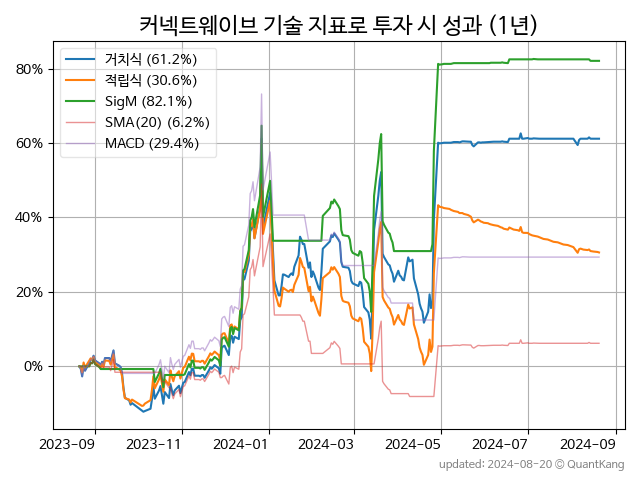 커넥트웨이브 기술 지표로 투자 시 성과 (1년)
거치식 (61.2%)
적립식 (30.6%)
SigM (82.1%)
SMA(20) (6.2%)
MACD (29.4%)
80%
60%
40%
20%
0%
2023-09 2023-11 2024-01 2024-03 2024-05 2024-07 2024-09
updated: 2024-08-20 @ QuantKang